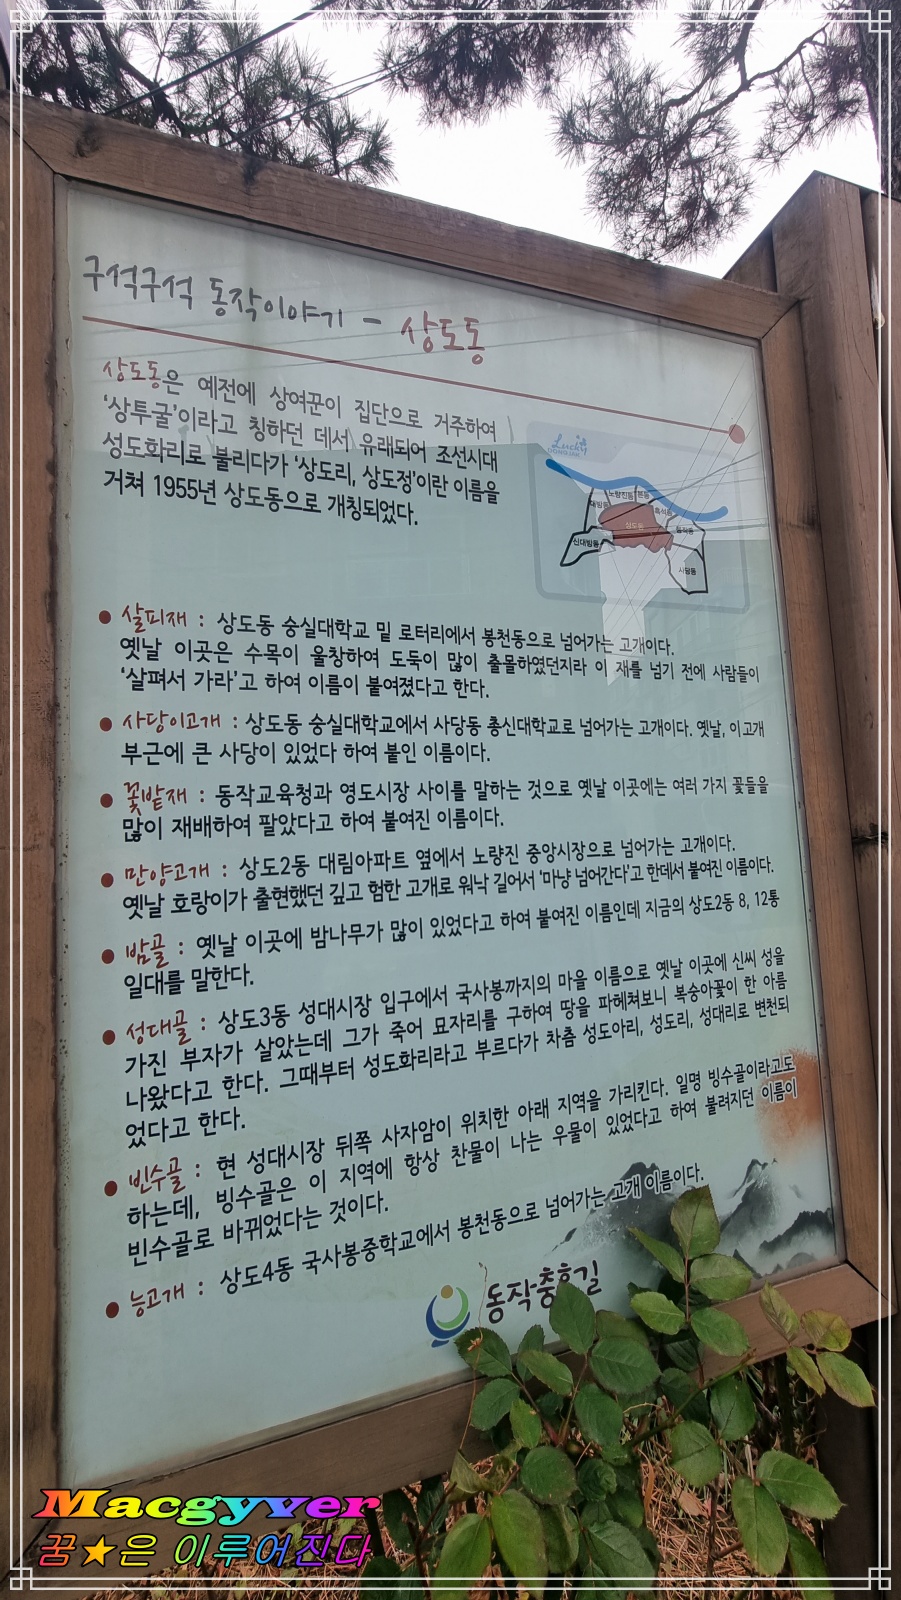 구석구석 동작이야기 - 상도동
상도동은 예전에 상여꾼이 집단으로 거주하여
'상투굴'이라고 칭하던 데서 유래되어 조선시대
성도화리로 불리다가 '상도리, 상도정'이란 이름을
거쳐 1955년 상도동으로 개칭되었다.
Lucky
노량진동
본동
대방동
흑석동
상도동
동작동
신대방동
사당동
● 살피재 : 상도동 숭실대학교 밑 로터리에서 봉천동으로 넘어가는 고개이다.
옛날 이곳은 수목이 울창하여 도둑이 많이 출몰하였던지라 이 재를 넘기 전에 사람들이
'살펴서 가라'고 하여 이름이 붙여졌다고 한다.
● 사당이고개 : 상도동 숭실대학교에서 사당동 총신대학교로 넘어가는 고개이다. 옛날, 이고개
부근에 큰 사당이 있었다 하여 붙인 이름이다.
● 꽃밭재 : 동작교육청과 영도시장 사이를 말하는 것으로 옛날 이곳에는 여러 가지 꽃들을
많이 재배하여 팔았다고 하여 붙여진 이름이다.
● 만양고개 : 상도2동 대림아파트 옆에서 노량진 중앙시장으로 넘어가는 고개이다.
옛날 호랑이가 출현했던 깊고 험한 고개로 워낙 길어서 '마냥 넘어간다'고 한데서 붙여진 이름이다.
● 밤골 : 옛날 이곳에 밤나무가 많이 있었다고 하여 붙여진 이름인데 지금의 상도2동 8, 12통
일대를 말한다.
● 성대골 : 상도3동 성대시장 입구에서 국사봉까지의 마을 이름으로 옛날 이곳에 신씨 성을
가진 부자가 살았는데 그가 죽어 묘자리를 구하여 땅을 파헤쳐보니 복숭아꽃이 한 아름
나왔다고 한다. 그때부터 성도화리라고 부르다가 차츰 성도아리, 성도리, 성대리로 변천되
었다고 한다.
● 빈수골 : 현 성대시장 뒤쪽 사자암이 위치한 아래 지역을 가리킨다. 일명 빙수골이라고도
하는데, 빙수골은 이 지역에 항상 찬물이 나는 우물이 있었다고 하여 불려지던 이름이
빈수골로 바뀌었다는 것이다.
● 능고개 : 상도4동 국사봉중학교에서 봉천동으로 넘어가는 고개 이름이다.
동작충효길
Macgyver
꿈★은 이루어진다